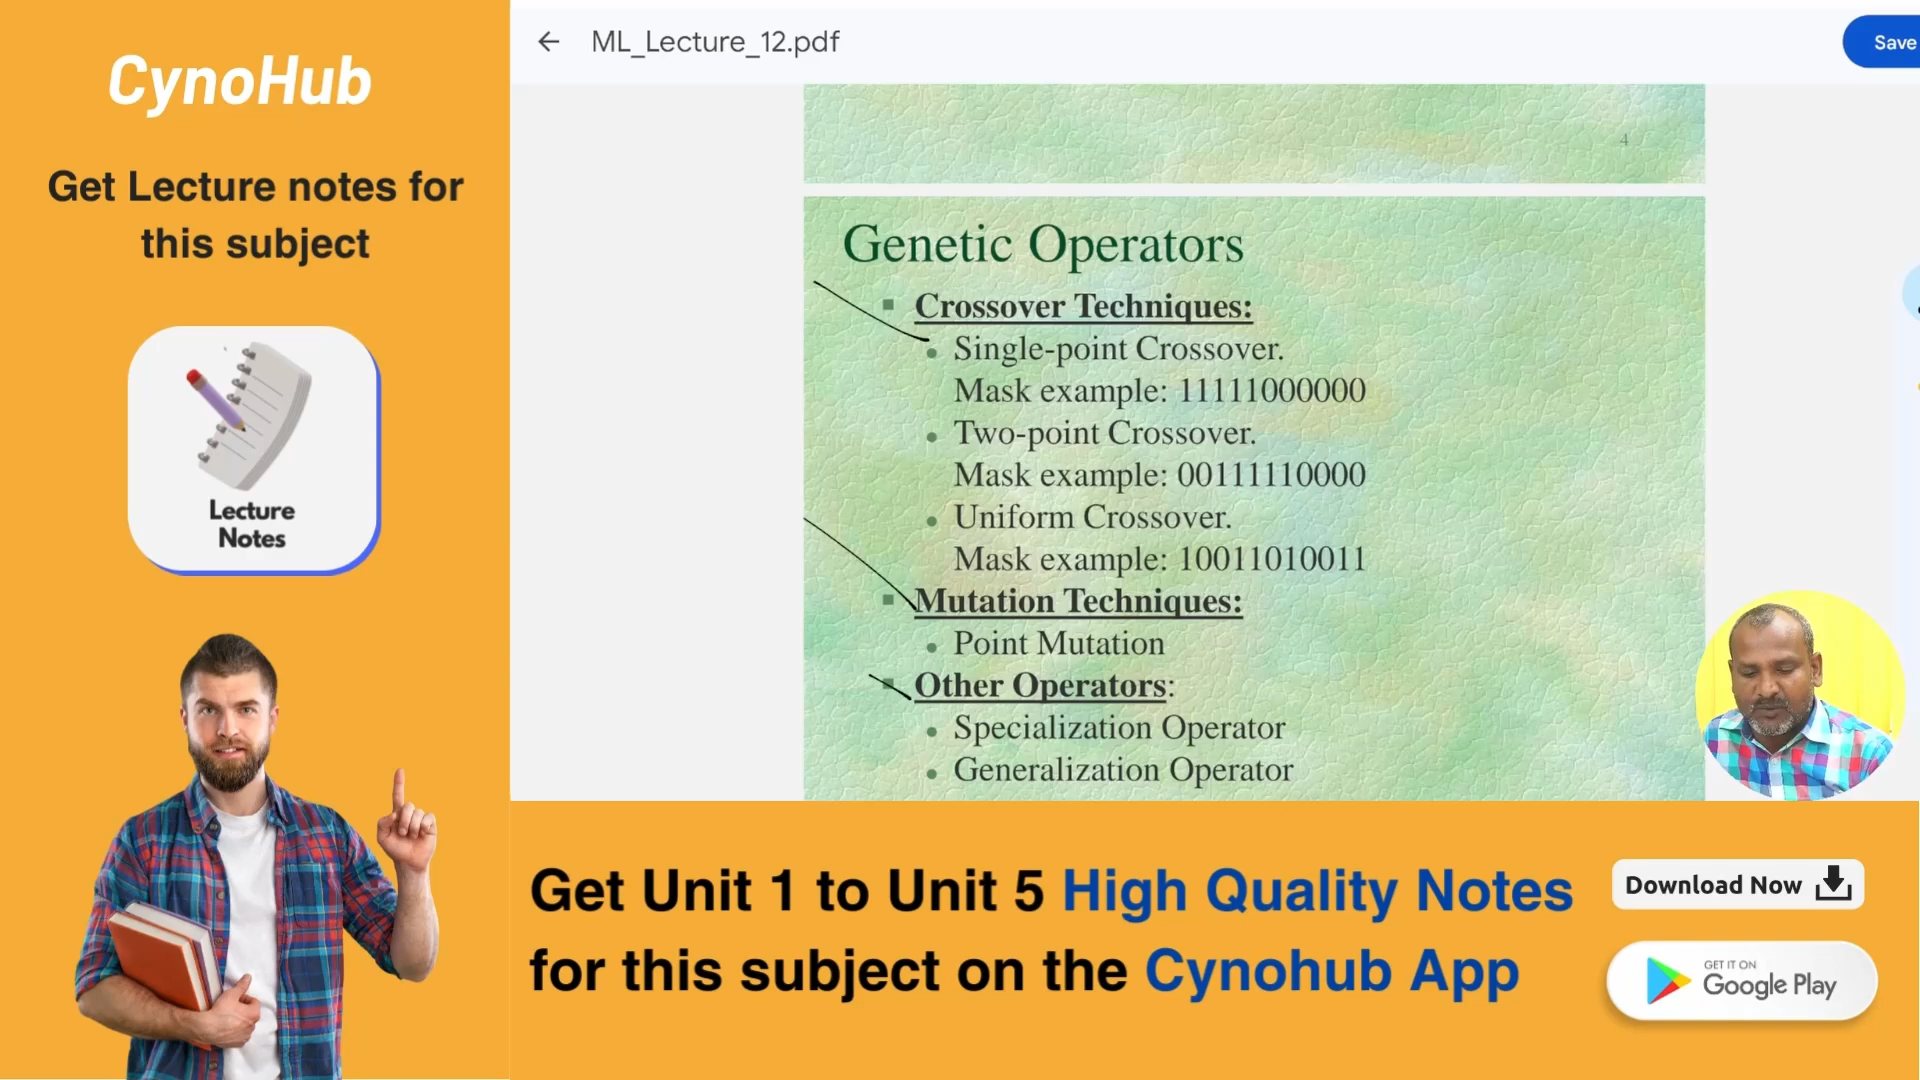 CynoHub
Get Lecture notes for
this subject
Lecture
Notes
ML_Lecture_12.pdf
Save
4
Genetic Operators
Crossover Techniques:
Single-point Crossover.
Mask example: 11111000000
Two-point Crossover.
Mask example: 00111110000
Uniform Crossover.
Mask example: 10011010011
Mutation Techniques:
Point Mutation
Other Operators:
Specialization Operator
Generalization Operator
Get Unit 1 to Unit 5 High Quality Notes
for this subject on the Cynohub App
Download Now
GET IT ON
Google Play